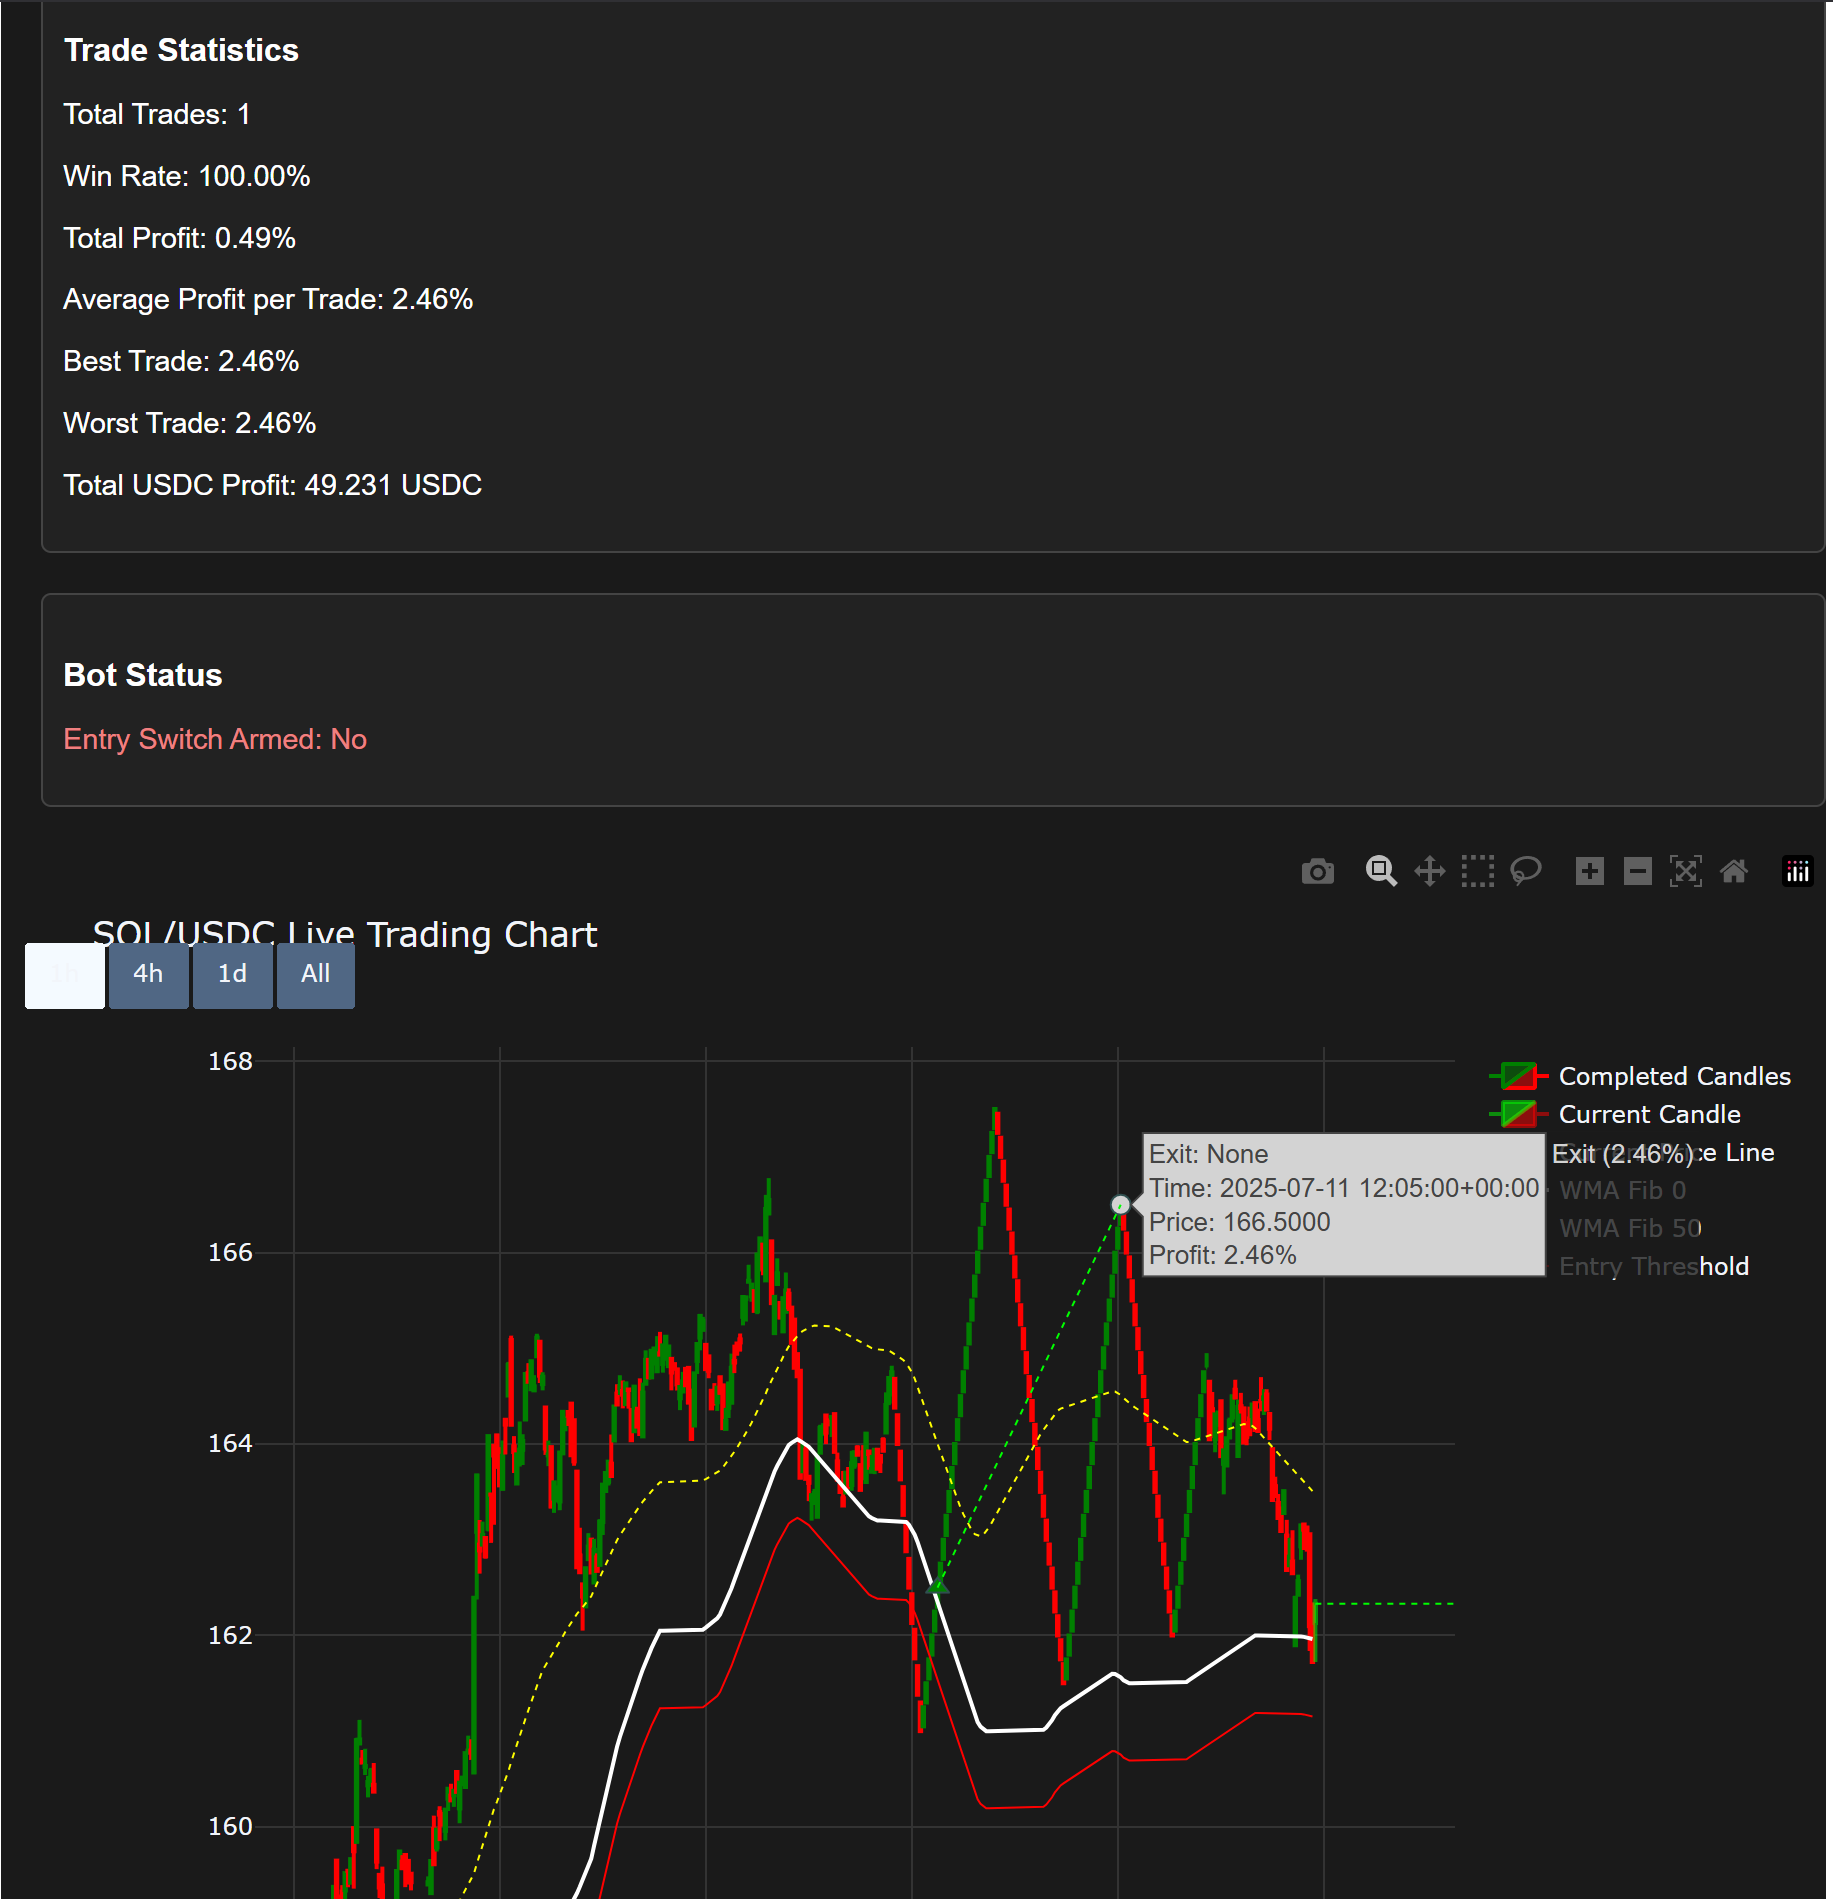 Trade Statistics
Total Trades: 1
Win Rate: 100.00%
Total Profit: 0.49%
Average Profit per Trade: 2.46%
Best Trade: 2.46%
Worst Trade: 2.46%
Total USDC Profit: 49.231 USDC
Bot Status
Entry Switch Armed: No
SOL/USDC Live Trading Chart
1h
4h
1d
All
168
166
164
162
160
Completed Candles
Current Candle
Exit: None
Time: 2025-07-11 12:05:00+00:00
Price: 166.5000
Profit: 2.46%
Exit (2.46%)
ce Line
WMA Fib 0
WMA Fib 50
Entry Threshold